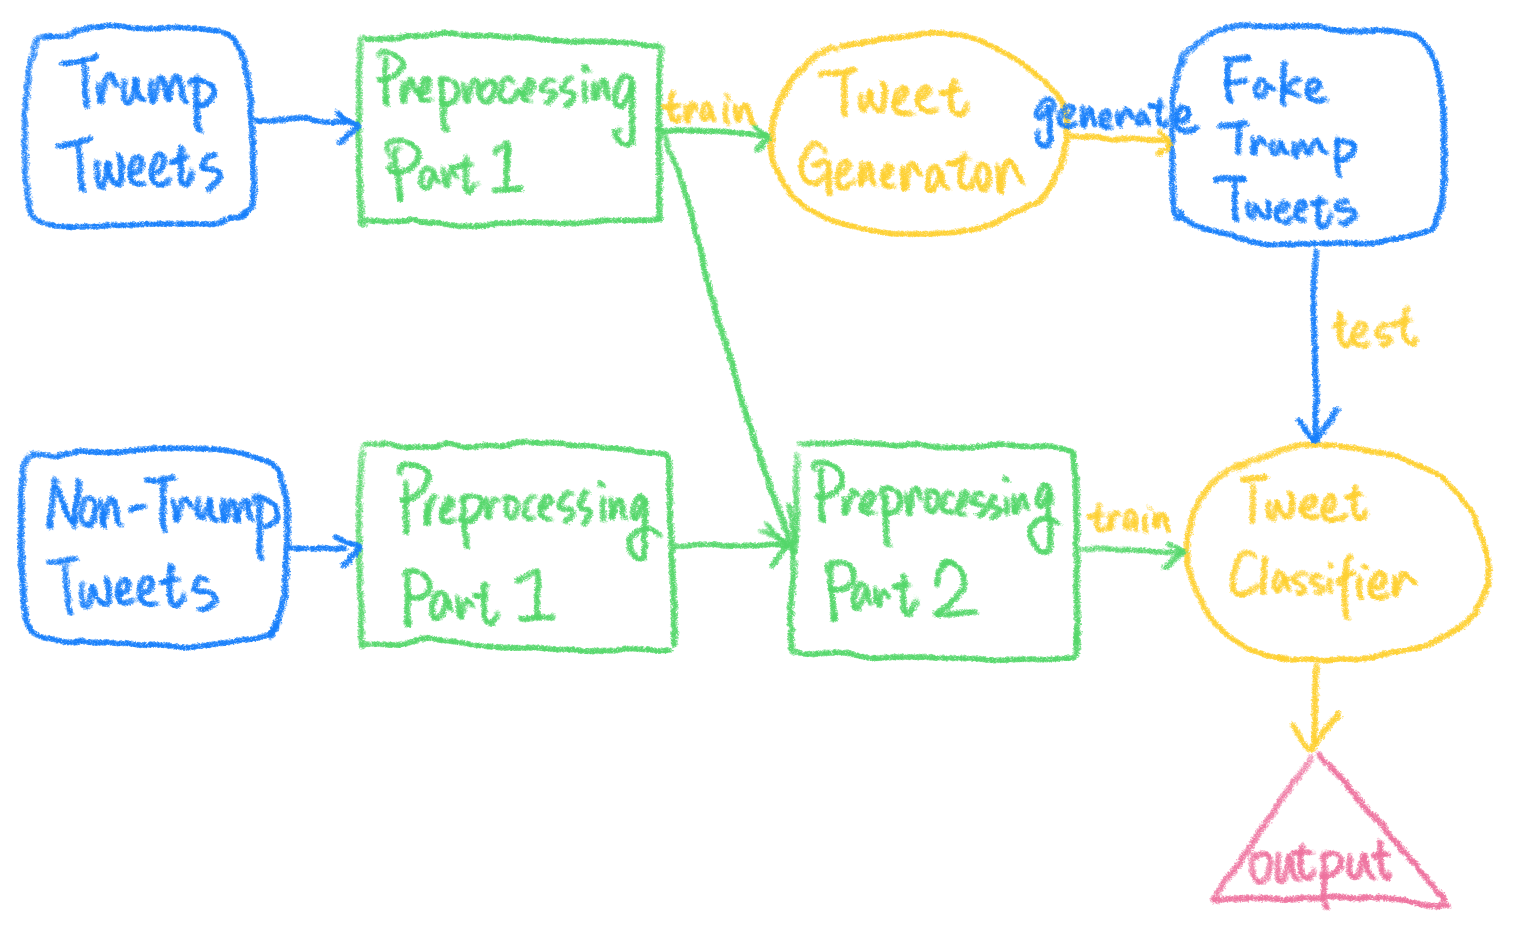 Trump
Tweets
Preprocessing
Part 1
train
Tweet
Generator
generate
Fake
Trump
Tweets
test
Non-Trump
Tweets
Preprocessing
Part 1
Preprocessing
Part 2
train
Tweet
Classifier
output